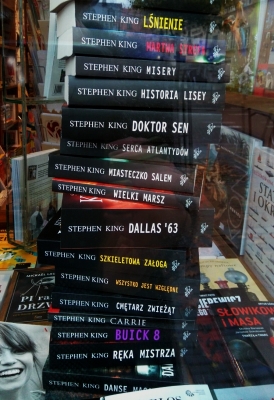 STEPHEN KING LŚNIENIE
STEPHEN KING MARTWA STREFA
STEPHEN KING MISERY
STEPHEN KING HISTORIA LISEY
STEPHEN KING DOKTOR SEN
STEPHEN KING SERCA ATLANTYDÓW
STEPHEN KING MIASTECZKO SALEM
STEPHEN KING WIELKI MARSZ
STEPHEN KING DALLAS '63
STEPHEN KING SZKIELETOWA ZAŁOGA
STEPHEN KING WSZYSTKO JEST WZGLĘDNE
STEPHEN KING CMĘTARZ ZWIEŻĄT
STEPHEN KING CARRIE
STEPHEN KING BUICK 8
STEPHEN KING RĘKA MISTRZA
STEPHEN KING DANSE
SŁOWIKÓW
I MASA